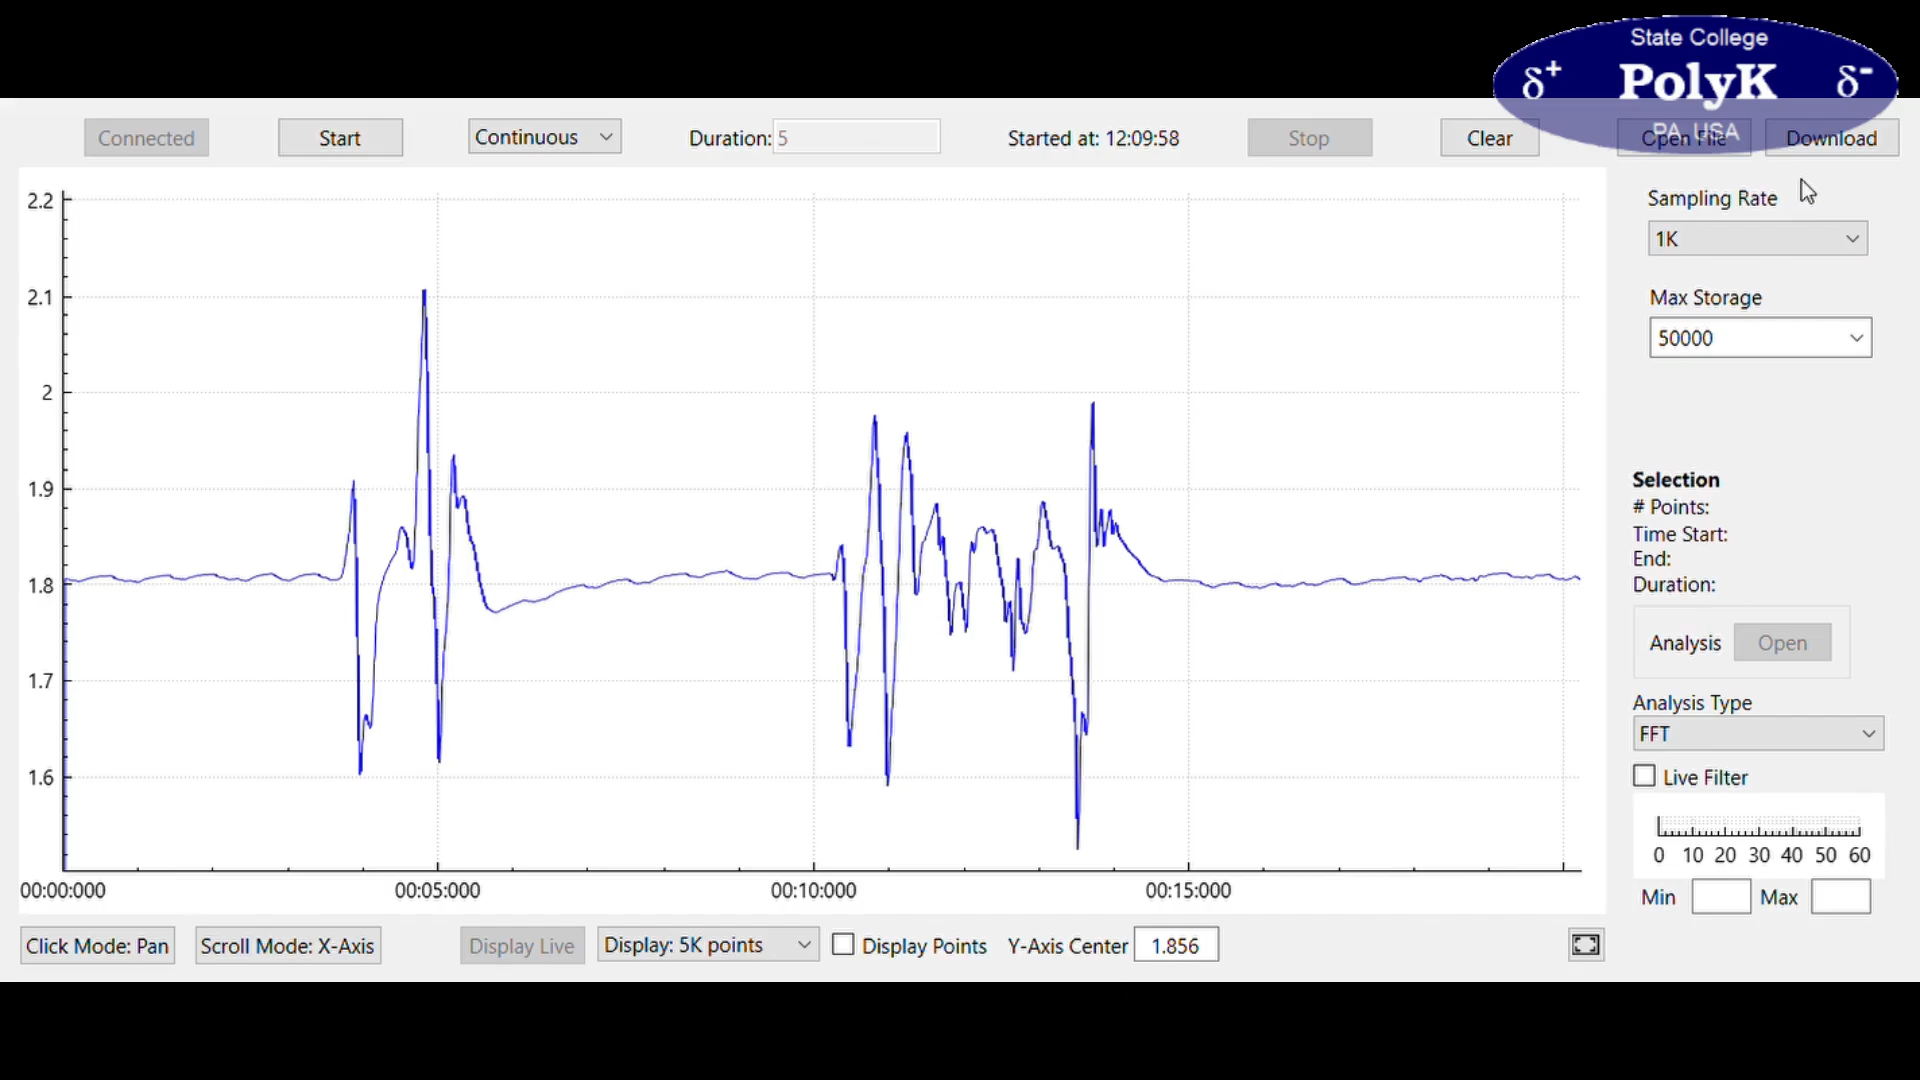 State College
δ+ PolyK δ-
PA, USA
Connected Start Continuous Duration: 5 Started at: 12:09:58 Stop Clear Open File Download
Sampling Rate
1K
Max Storage
50000
2.2
2.1
2
1.9
1.8
1.7
1.6
00:00:000 00:05:000 00:10:000 00:15:000
Selection
# Points:
Time Start:
End:
Duration:
Analysis Open
Analysis Type
FFT
Live Filter
0 10 20 30 40 50 60
Min Max
Click Mode: Pan Scroll Mode: X-Axis Display Live Display: 5K points Display Points Y-Axis Center 1.856